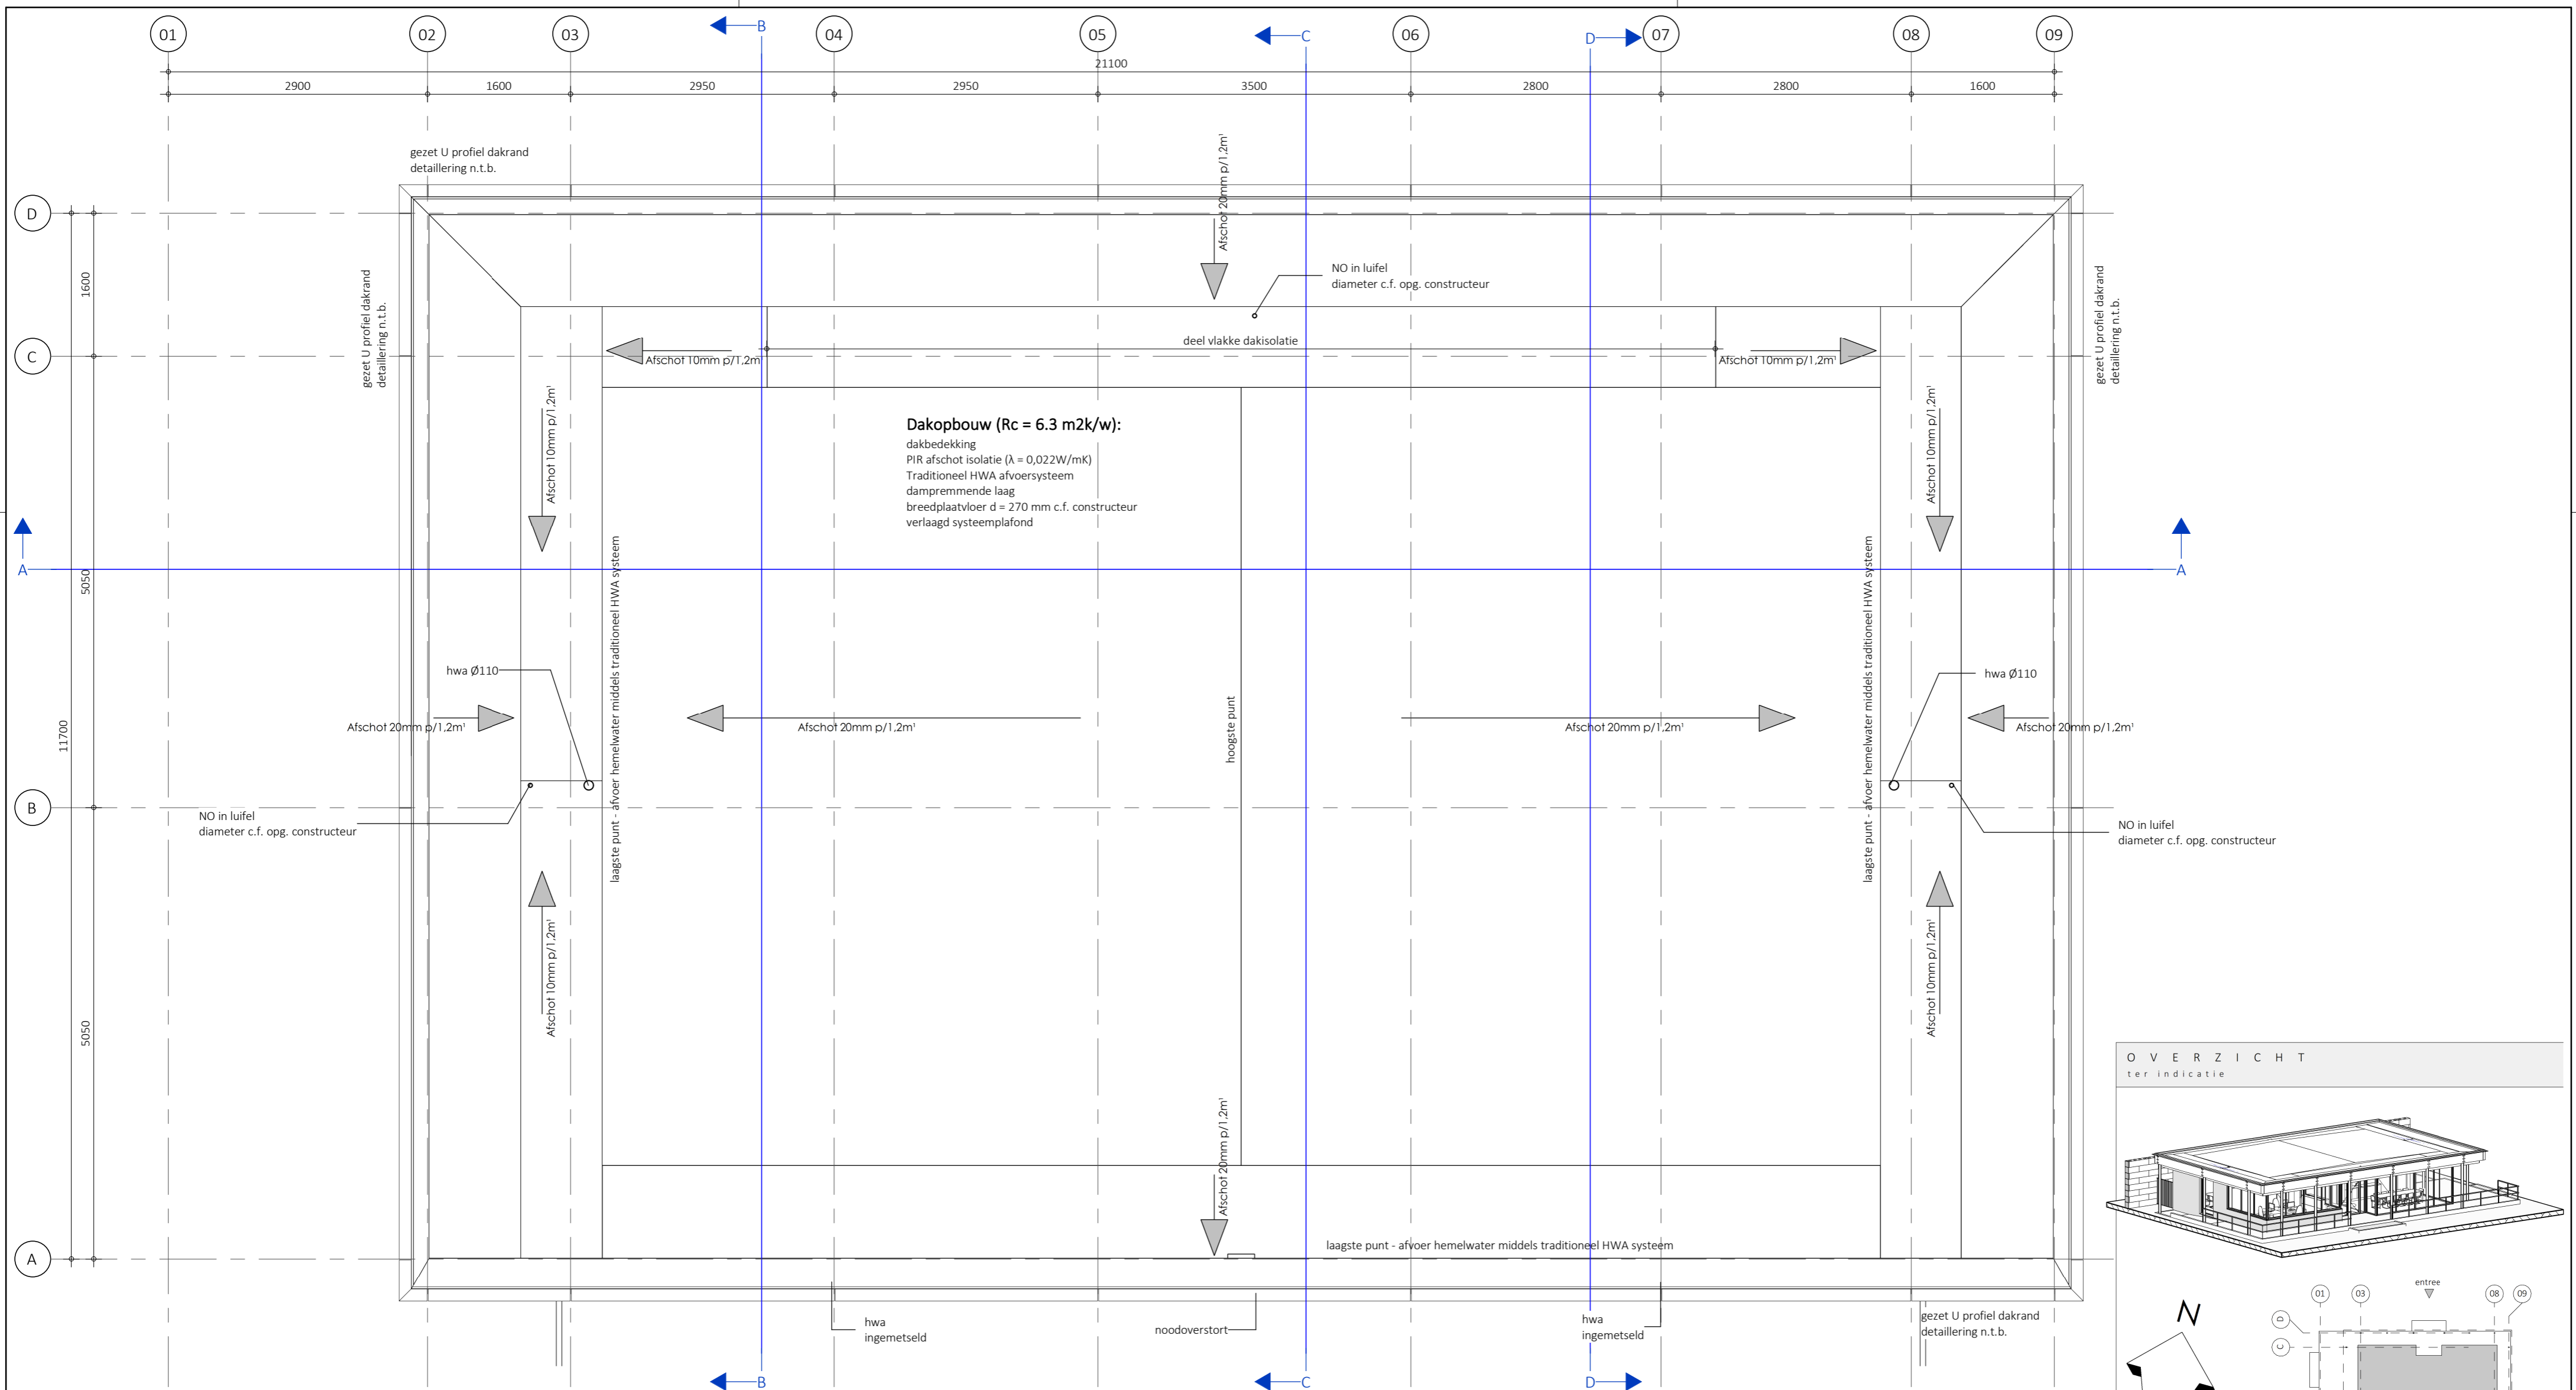 01
02
03
B
04
05
C
06
D
07
08
09
21100
2900
1600
2950
2950
3500
2800
2800
1600
gezet U profiel dakrand
detaillering n.t.b.
Afschot 20mm p/1,2m¹
D
1600
gezet U profiel dakrand
detaillering n.t.b.
NO in luifel
diameter c.f. opg. constructeur
gezet U profiel dakrand
detaillering n.t.b.
C
deel vlakke dakisolatie
Afschot 10mm p/1,2m¹
Afschot 10mm p/1,2m¹
Afschot 10mm p/1,2m¹
Afschot 10mm p/1,2m¹
Dakopbouw (Rc = 6.3 m2k/w):
dakbedekking
PIR afschot isolatie (λ = 0,022W/mK)
Traditioneel HWA afvoersysteem
dampremmende laag
breedplaatvloer d = 270 mm c.f. constructeur
verlaagd systeemplafond
A
A
5050
11700
laagste punt - afvoer hemelwater middels traditioneel HWA systeem
laagste punt - afvoer hemelwater middels traditioneel HWA systeem
hwa Ø110
hwa Ø110
Afschot 20mm p/1,2m¹
Afschot 20mm p/1,2m¹
hoogste punt
Afschot 20mm p/1,2m¹
Afschot 20mm p/1,2m¹
B
NO in luifel
diameter c.f. opg. constructeur
NO in luifel
diameter c.f. opg. constructeur
5050
Afschot 10mm p/1,2m¹
Afschot 10mm p/1,2m¹
Afschot 20mm p/1,2m¹
OVERZICHT
ter indicatie
A
laagste punt - afvoer hemelwater middels traditioneel HWA systeem
hwa
ingemetseld
noodoverstort
hwa
ingemetseld
gezet U profiel dakrand
detaillering n.t.b.
B
C
D
N
entree
01
03
08
09
D
C